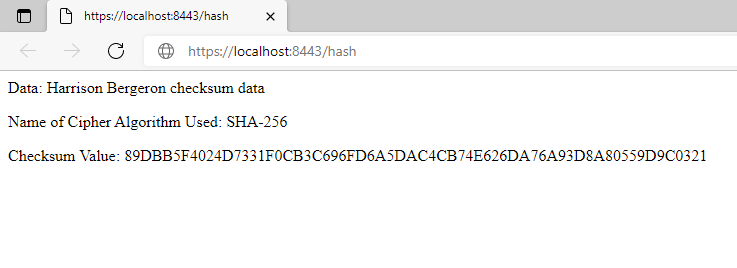 https://localhost:8443/hash
https://localhost:8443/hash
Data: Harrison Bergeron checksum data
Name of Cipher Algorithm Used: SHA-256
Checksum Value: 89DBB5F4024D7331F0CB3C696FD6A5DAC4CB74E626DA76A93D8A80559D9C0321